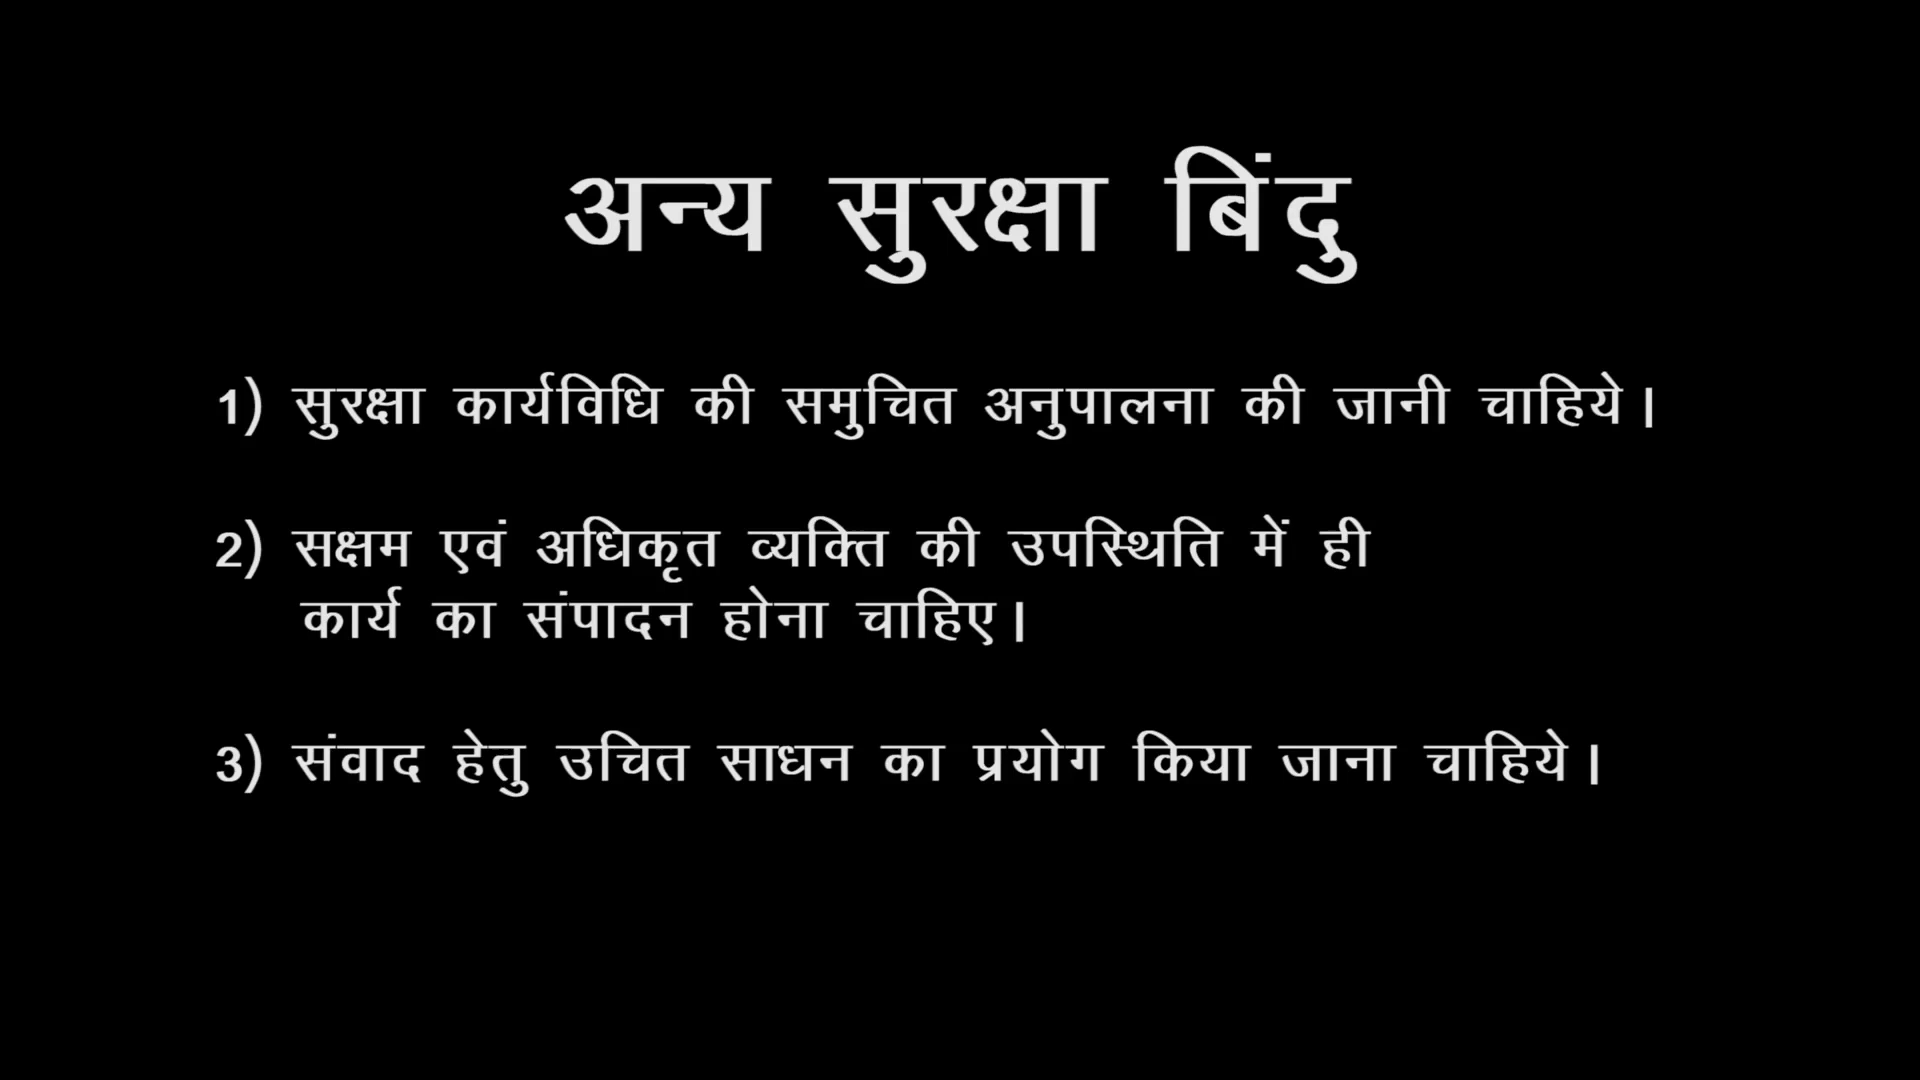 अन्य सुरक्षा बिंदु
1) सुरक्षा कार्यविधि की समुचित अनुपालना की जानी चाहिये।
2) सक्षम एवं अधिकृत व्यक्ति की उपस्थिति में ही
कार्य का संपादन होना चाहिए।
3) संवाद हेतु उचित साधन का प्रयोग किया जाना चाहिये।